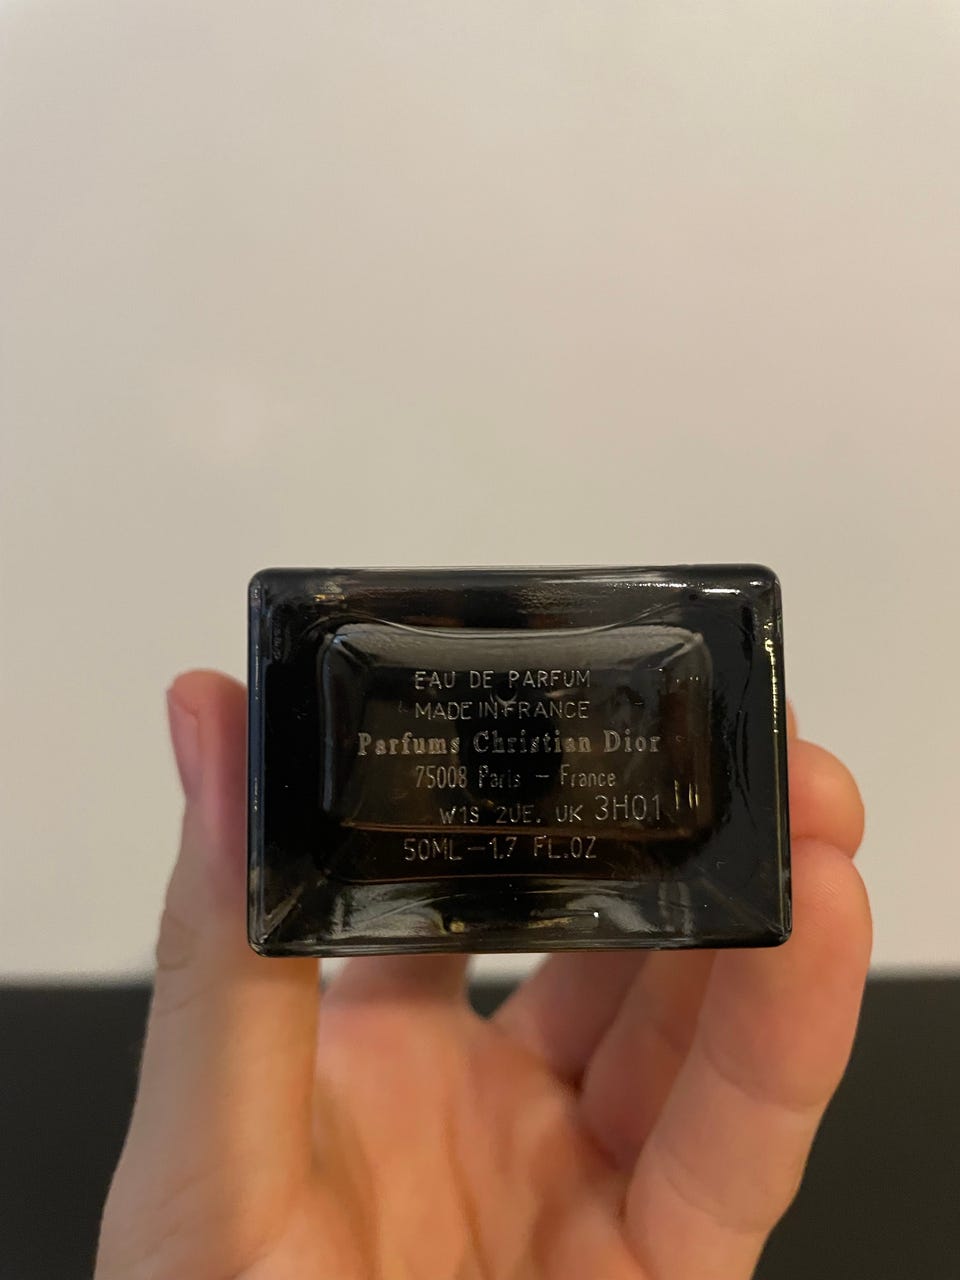 EAU DE PARFUM
MADE IN FRANCE
Parfums Christian Dior
75008 Paris – France
W1S 2UE. UK 3H01
50ML – 1.7 FL.OZ